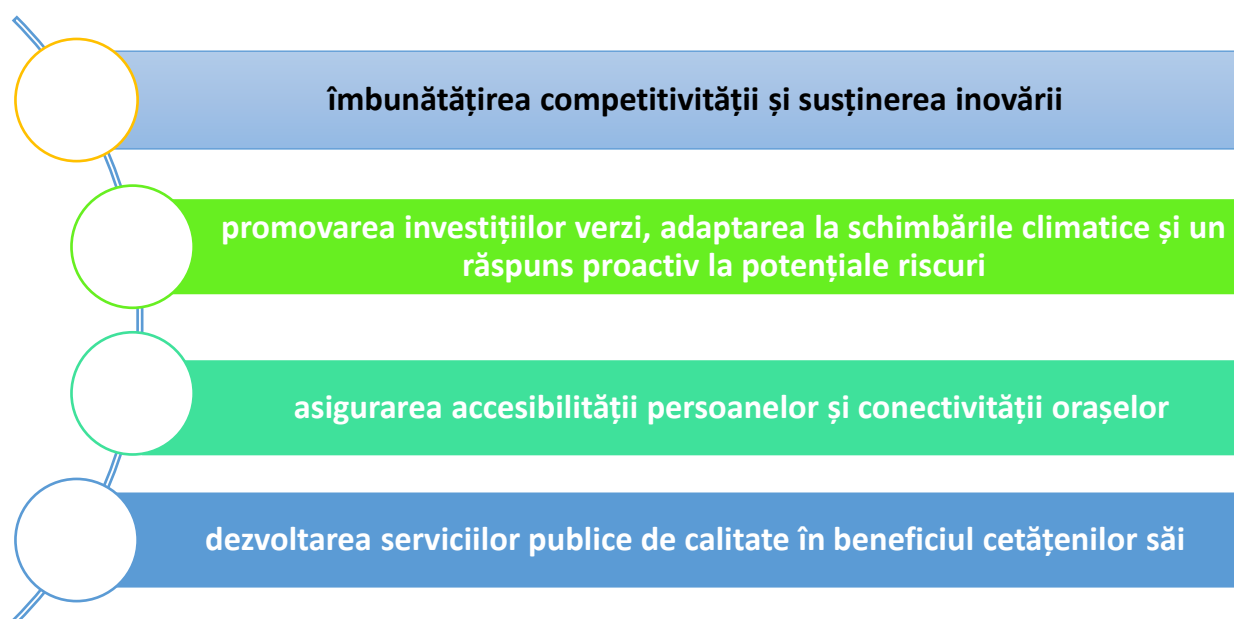 îmbunătățirea competitivității și susținerea inovării
promovarea investițiilor verzi, adaptarea la schimbările climatice și un
răspuns proactiv la potențiale riscuri
asigurarea accesibilității persoanelor și conectivității orașelor
dezvoltarea serviciilor publice de calitate în beneficiul cetățenilor săi